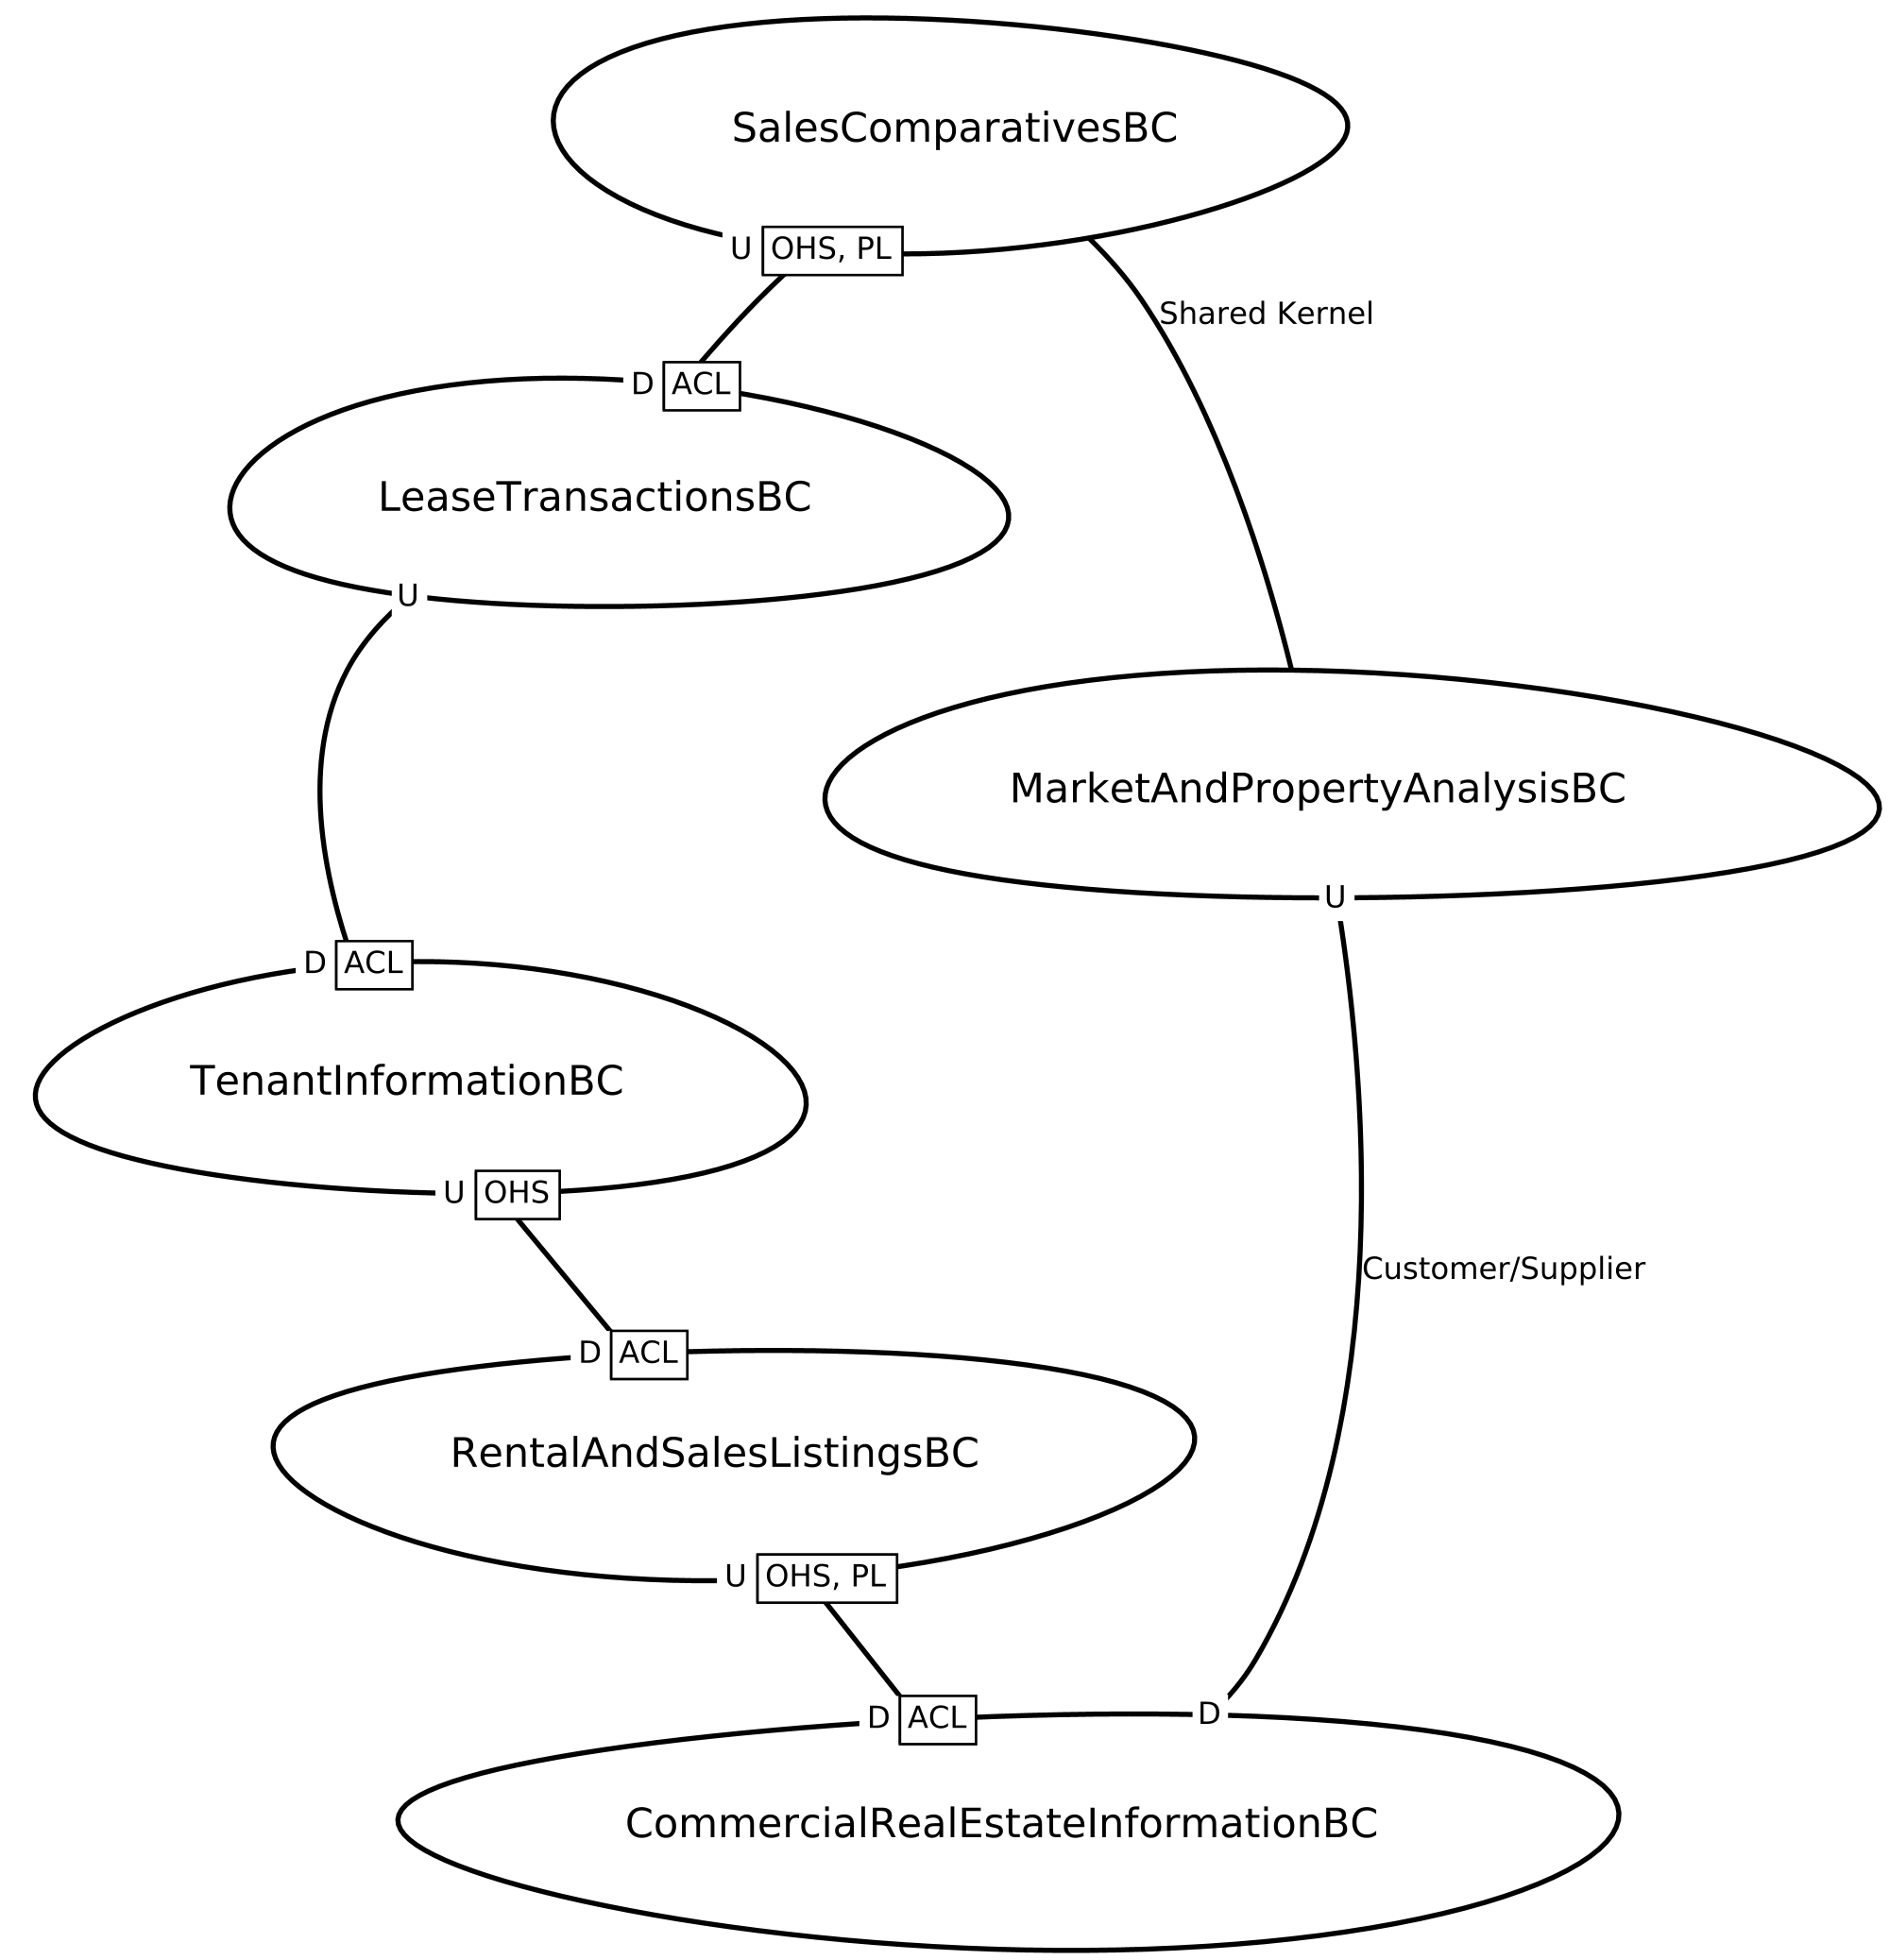 SalesComparativesBC
U OHS, PL
Shared Kernel
D ACL
LeaseTransactionsBC
U
MarketAndPropertyAnalysisBC
U
D ACL
TenantInformationBC
U OHS
Customer/Supplier
D ACL
RentalAndSalesListingsBC
U OHS, PL
D ACL
D
CommercialRealEstateInformationBC